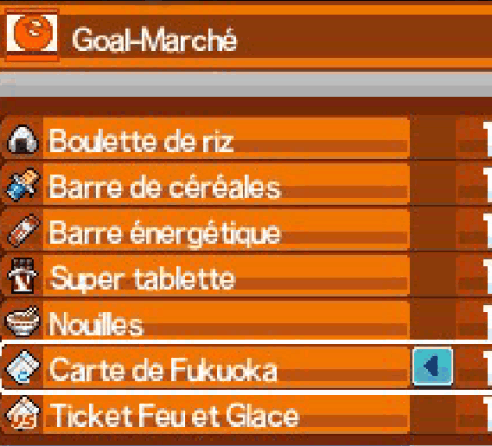 Goal-Marché
Boulette de riz
Barre de céréales
Barre énergétique
Super tablette
Nouilles
Carte de Fukuoka
Ticket Feu et Glace